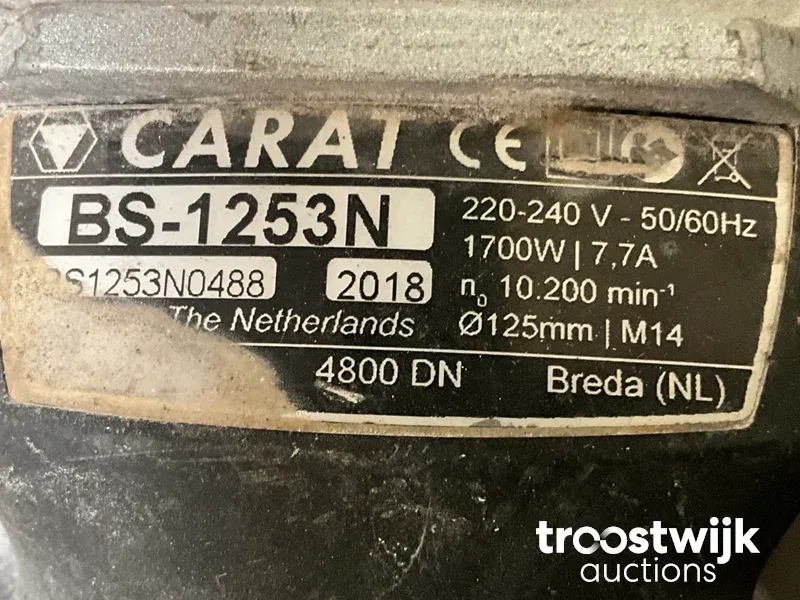 CARAT CE
BS-1253N
220-240 V - 50/60Hz
1700W | 7,7A
S1253N0488
2018
n₀ 10.200 min⁻¹
The Netherlands
Ø125mm | M14
4800 DN
Breda (NL)
troostwijk
auctions